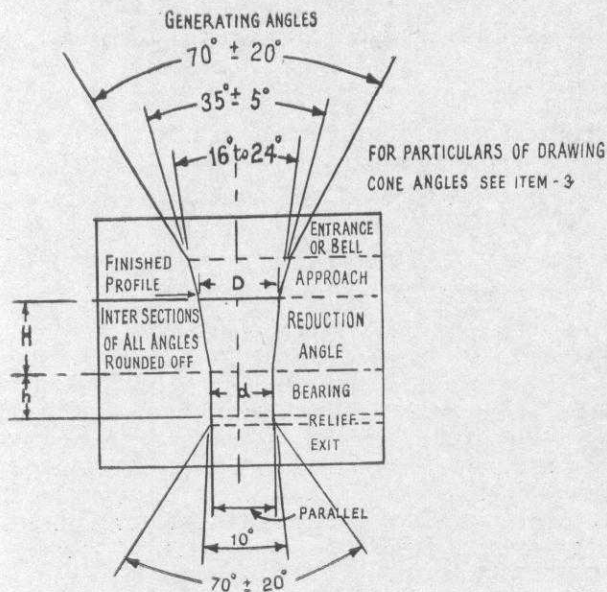 GENERATING ANGLES
70° ± 20°
35° ± 5°
16° to 24°
FOR PARTICULARS OF DRAWING
CONE ANGLES SEE ITEM - 3
ENTRANCE
OR BELL
FINISHED
PROFILE
D
APPROACH
H
INTER SECTIONS
OF ALL ANGLES
ROUNDED OFF
REDUCTION
ANGLE
h
d
BEARING
RELIEF
EXIT
PARALLEL
10°
70° ± 20°